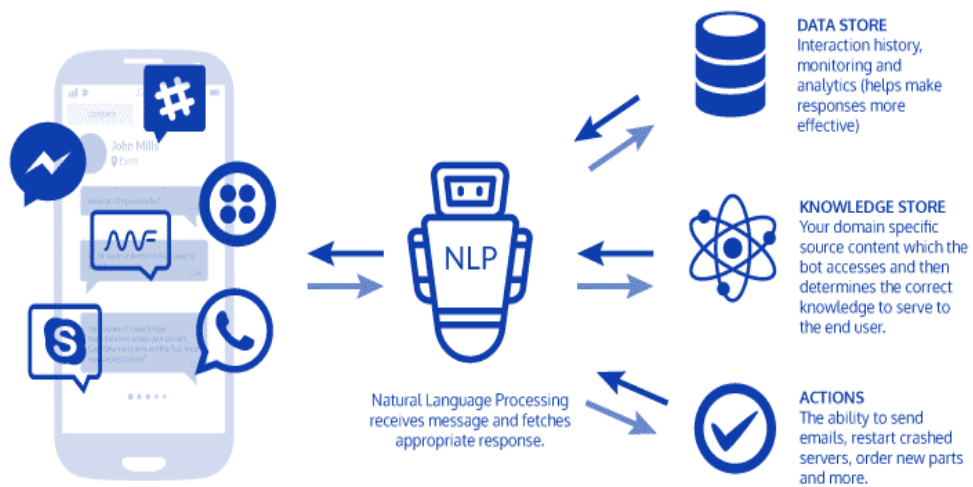 CONTACT
John Mills
Earth
NLP
Natural Language Processing
receives message and fetches
appropriate response.
DATA STORE
Interaction history,
monitoring and
analytics (helps make
responses more
effective)
KNOWLEDGE STORE
Your domain specific
source content which the
bot accesses and then
determines the correct
knowledge to serve to
the end user.
ACTIONS
The ability to send
emails, restart crashed
servers, order new parts
and more.